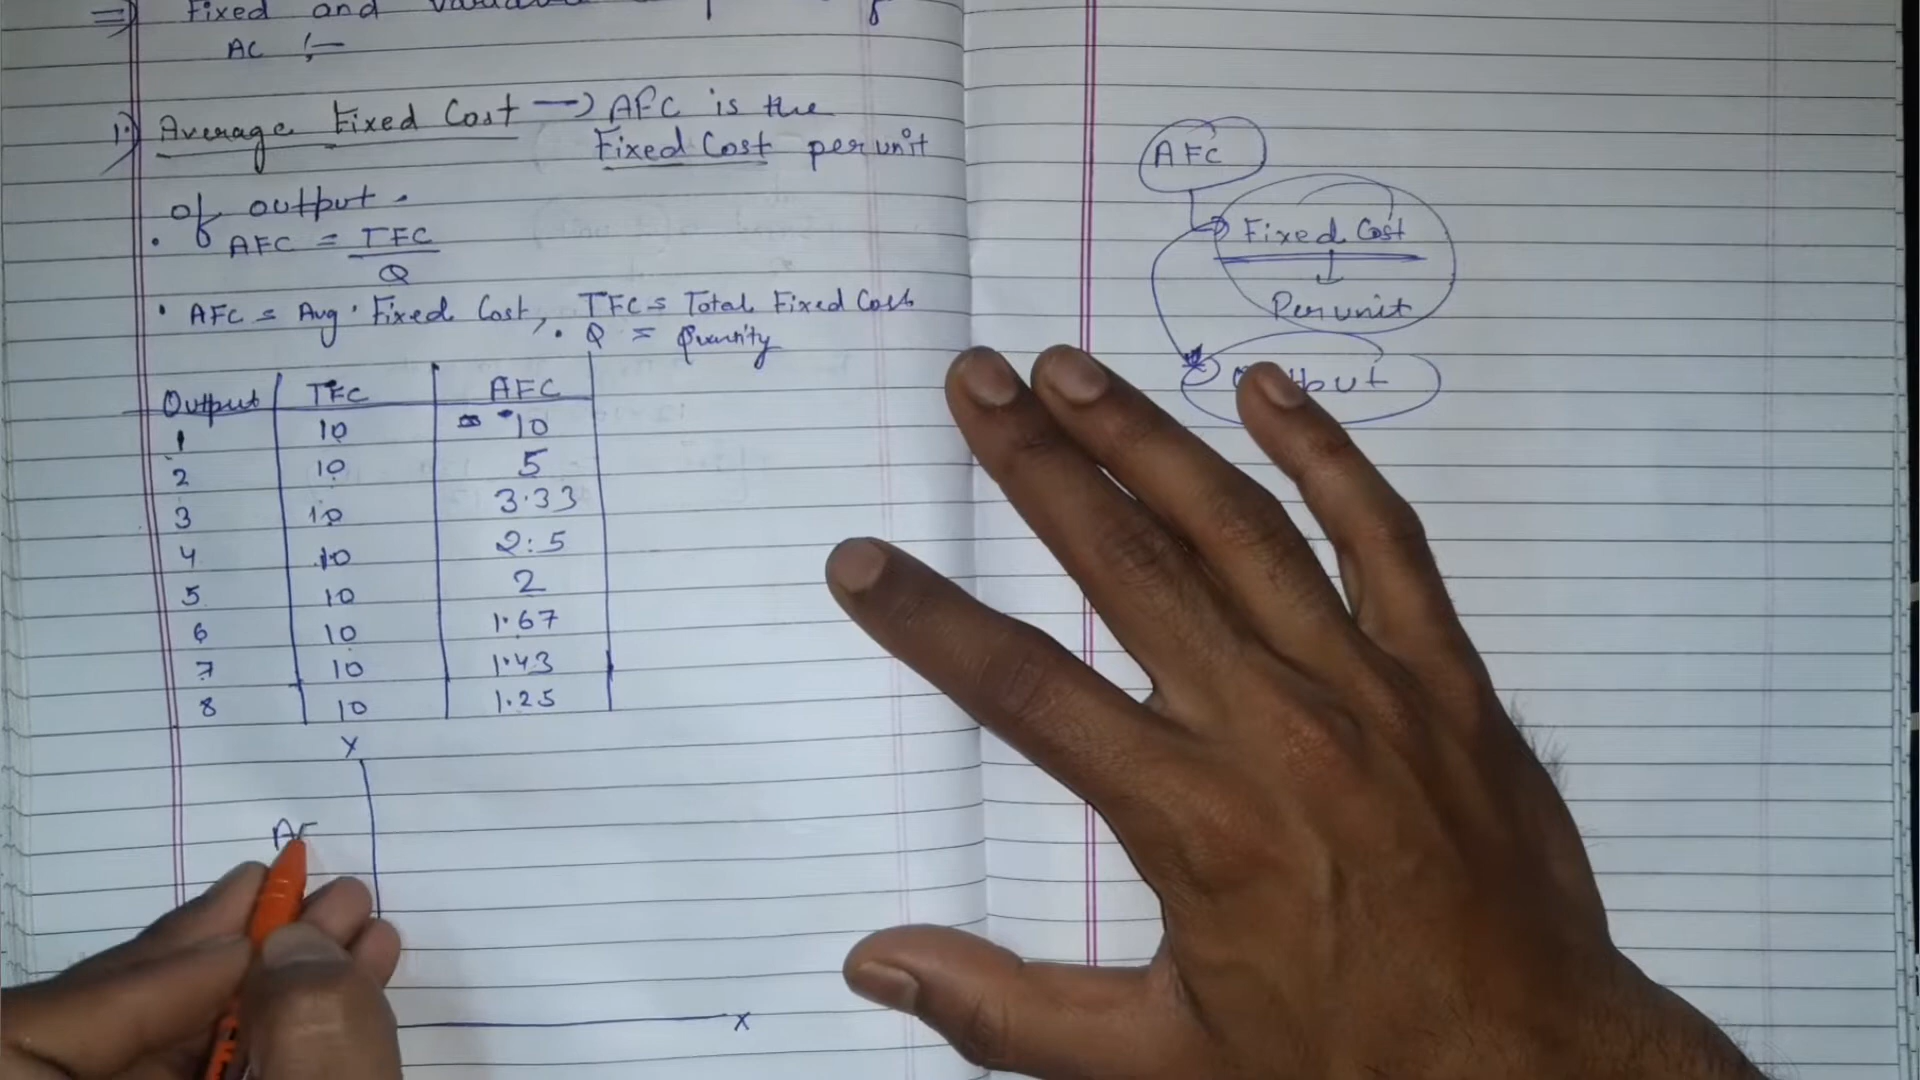 => Fixed and
AC :-
1.) Average Fixed Cost —> AFC is the
Fixed Cost per unit
of output.
• AFC = TFC
Q
• AFC = Avg. Fixed Cost, TFC = Total Fixed Cost
• Q = Quantity
Output TFC AFC
1 10 ∞ 10
2 10 5
3 10 3.33
4 10 2.5
5 10 2
6 10 1.67
7 10 1.43
8 10 1.25
Y
AF
X
AFC
Fixed Cost
↓
Per unit